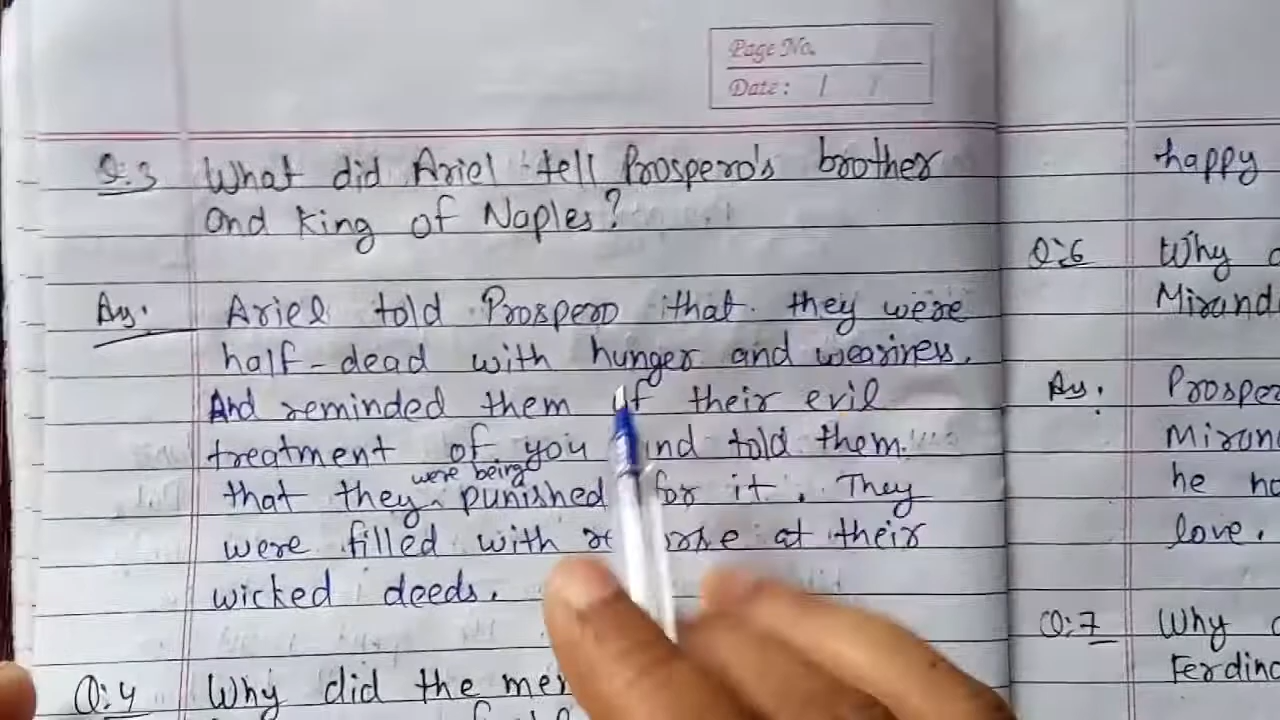 Page No.
Date: / /
Q:3 What did Ariel tell Prospero's brother
and King of Naples?
Ans. Ariel told Prospero that they were
half-dead with hunger and weariness.
And reminded them of their evil
treatment of you and told them.
were being
that they punished for it. They
were filled with at their
wicked deeds.
Q:4 Why did the
happy
Q:6 Why
Mirand
Ans. Prosper
Miran
he
love.
Q:7 Why
Ferdin